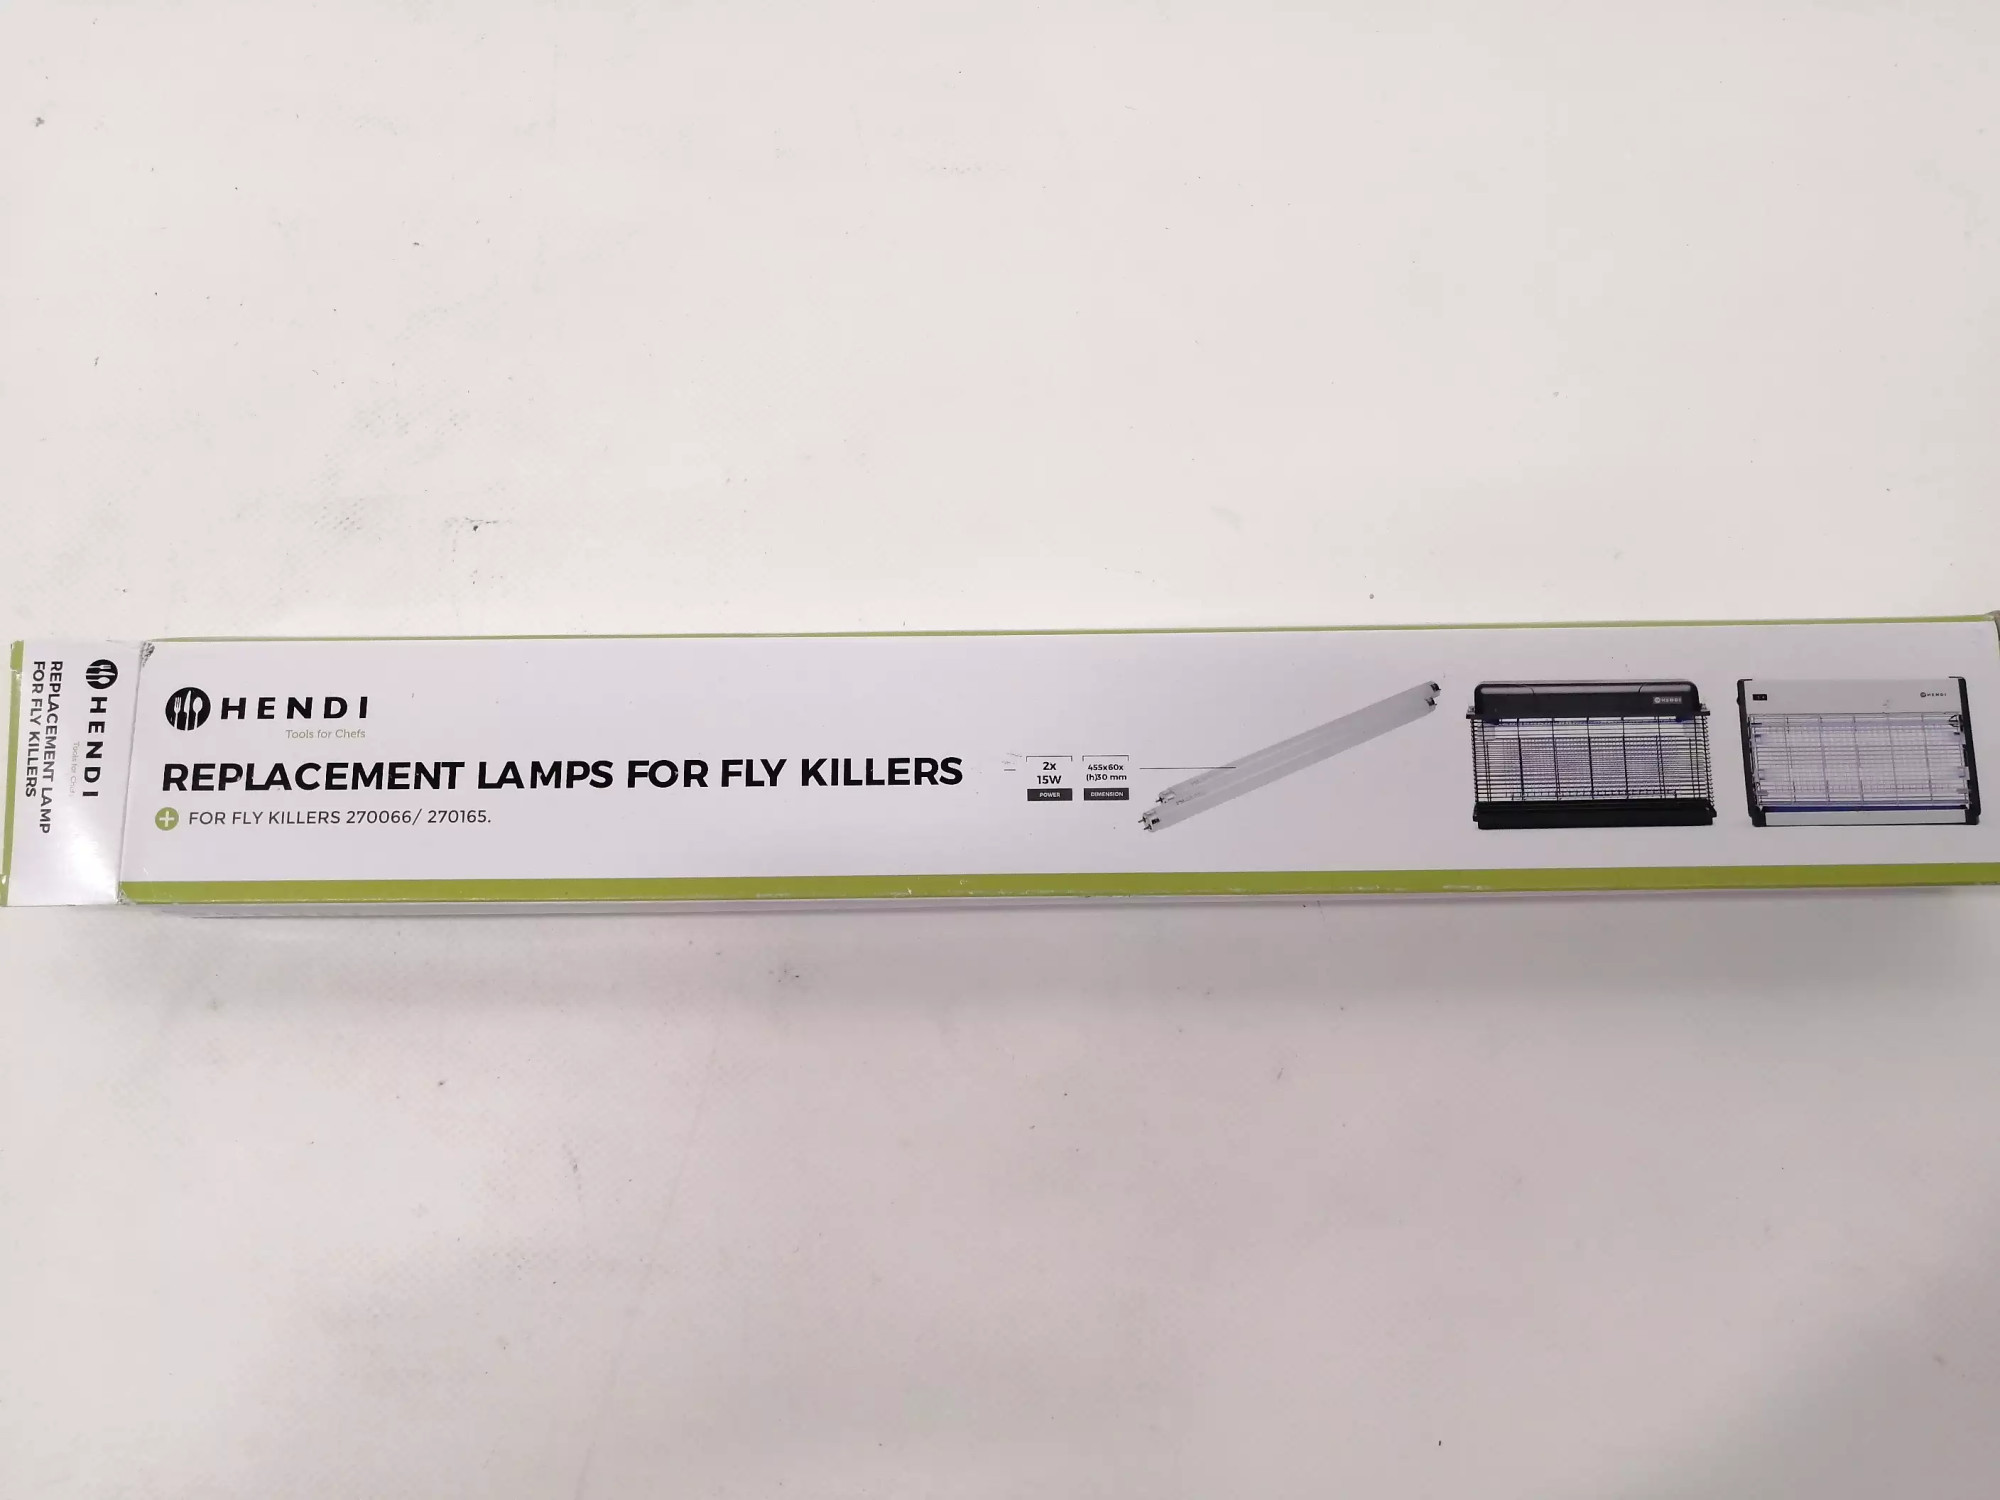 HENDI
Tools for Chefs
REPLACEMENT LAMP
FOR FLY KILLERS
HENDI
Tools for Chefs
REPLACEMENT LAMPS FOR FLY KILLERS
FOR FLY KILLERS 270066/ 270165.
2x
15W
POWER
455x60x
(h)30 mm
DIMENSION
HENDI
HENDI